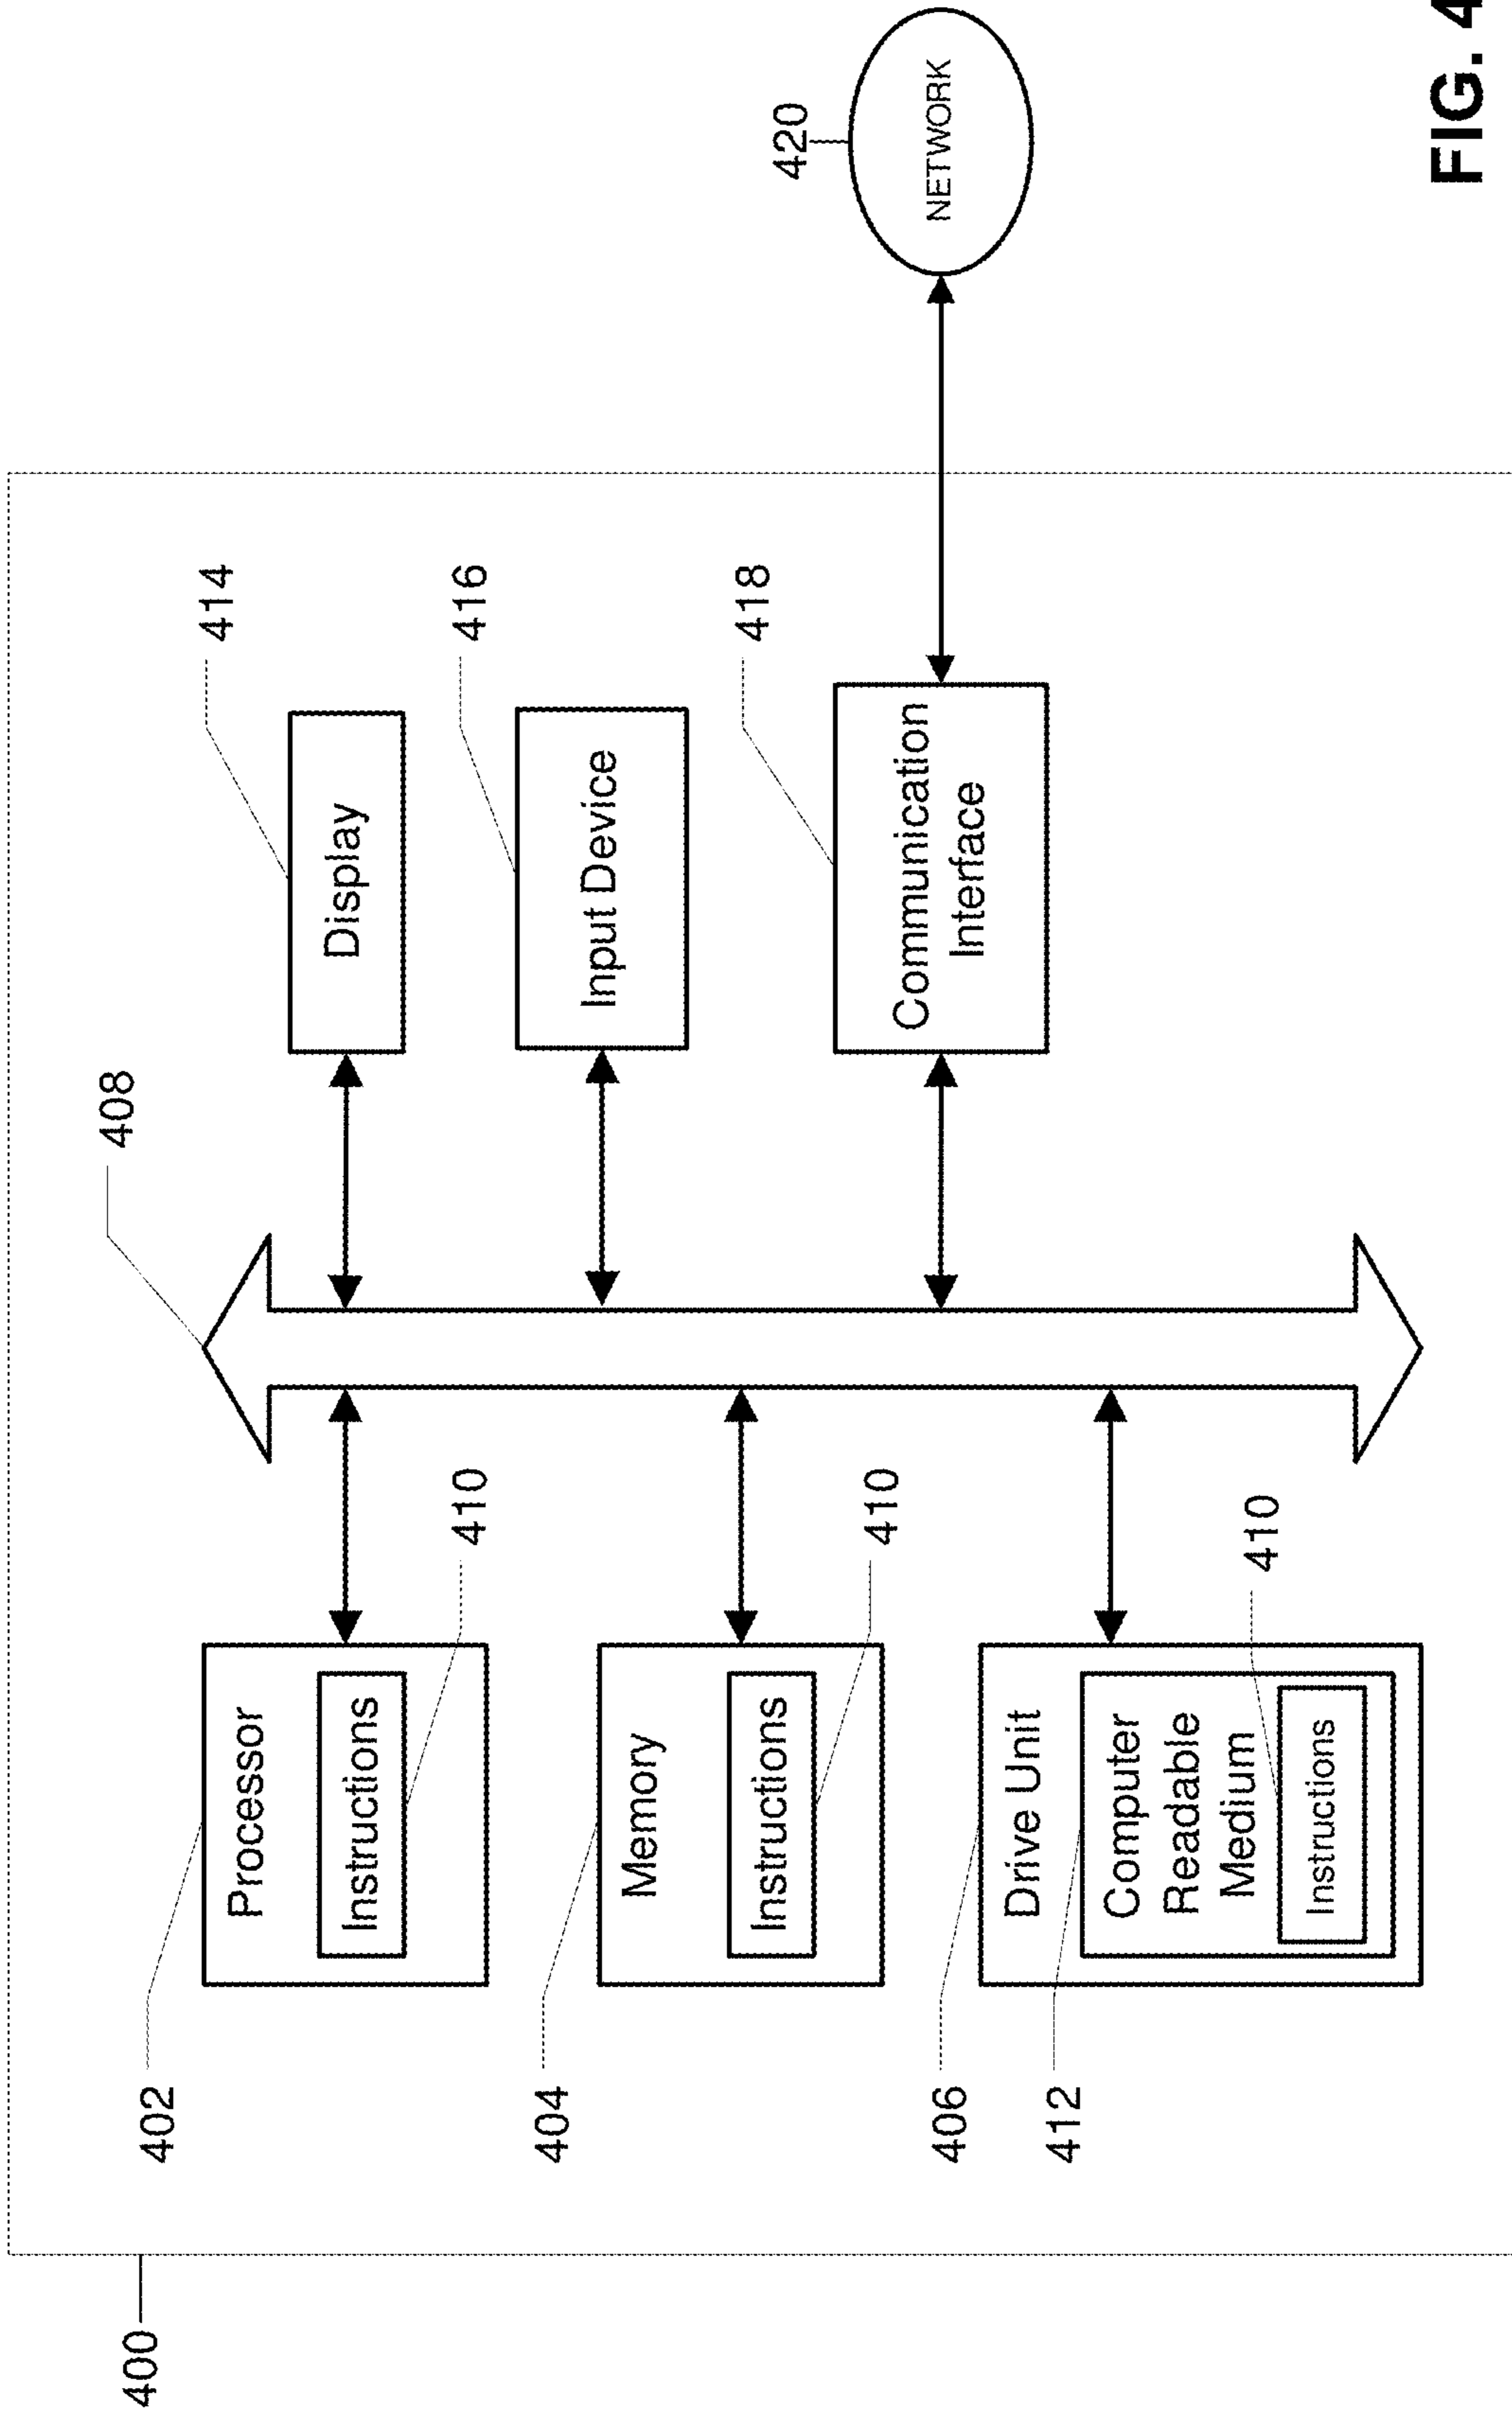 400
402
Processor
Instructions
410
404
Memory
Instructions
410
406
Drive Unit
412
Computer
Readable
Medium
Instructions
410
408
414
Display
416
Input Device
418
Communication
Interface
420
NETWORK
FIG. 4